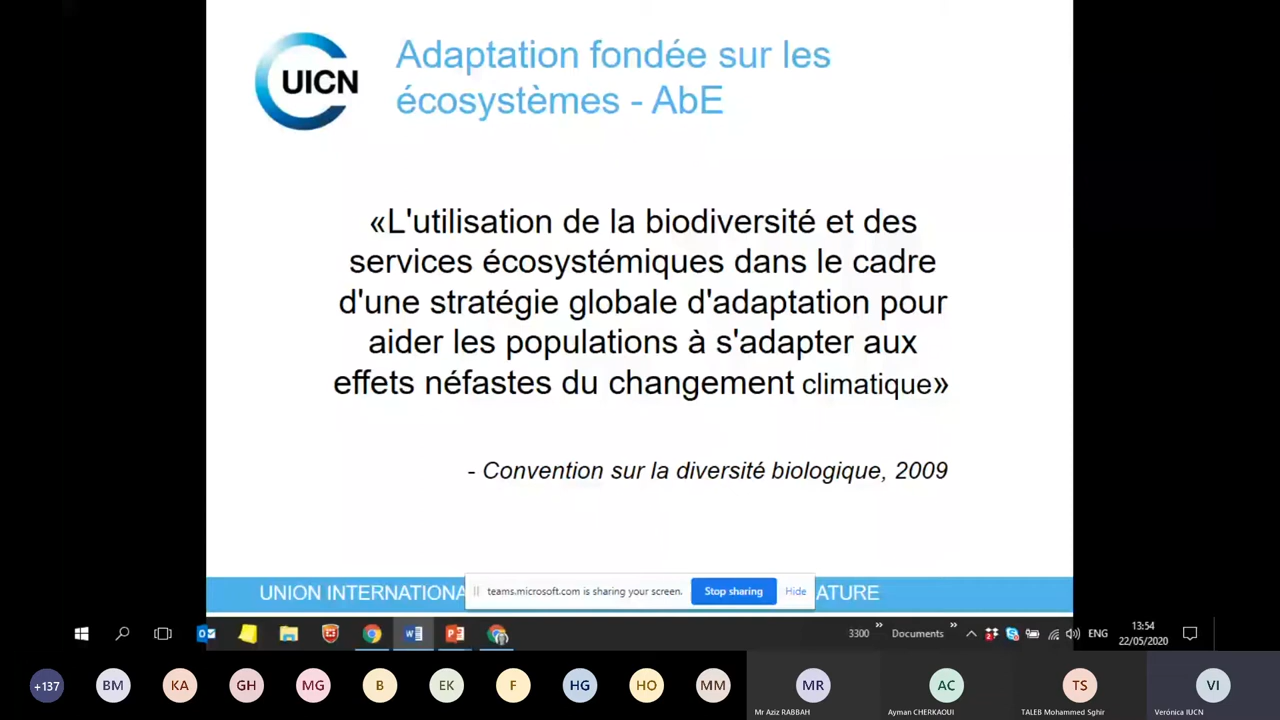 UICN
Adaptation fondée sur les
écosystèmes - AbE
«L'utilisation de la biodiversité et des
services écosystémiques dans le cadre
d'une stratégie globale d'adaptation pour
aider les populations à s'adapter aux
effets néfastes du changement climatique»
- Convention sur la diversité biologique, 2009
UNION INTERNATIONA
ATURE
teams.microsoft.com is sharing your screen.
Stop sharing
Hide
3300
Documents
ENG
13:54
22/05/2020
+137
BM
KA
GH
MG
B
EK
F
HG
HO
MM
MR
AC
TS
VI
Mr Aziz RABBAH
Ayman CHERKAOUI
TALEB Mohammed Sghir
Verónica IUCN